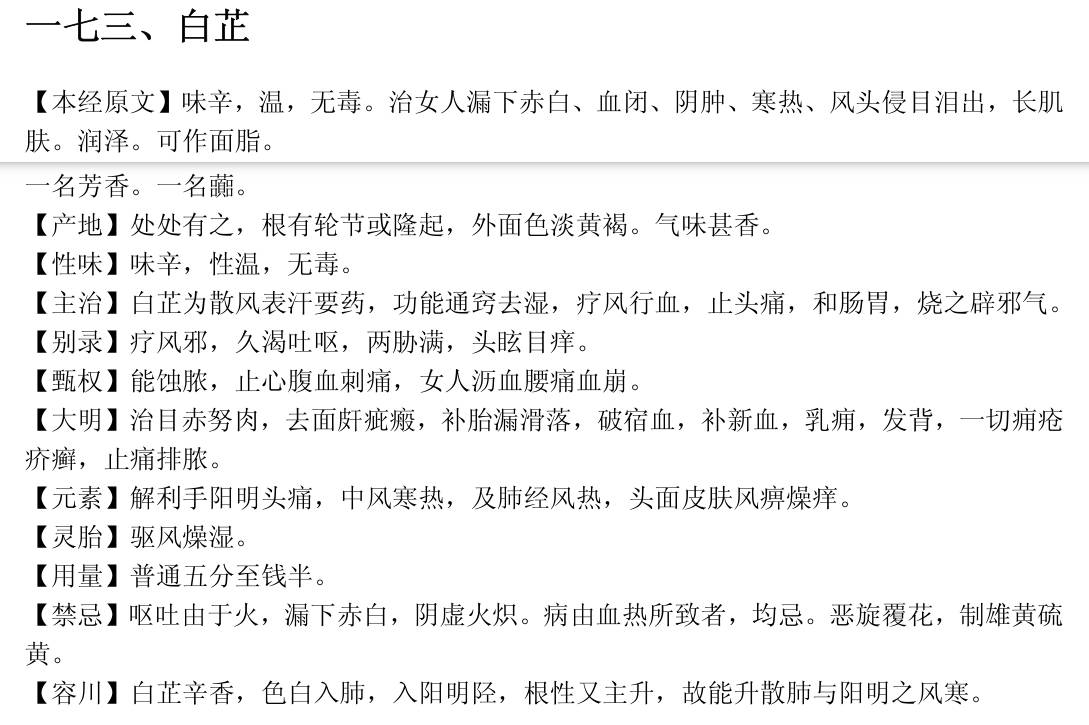 一七三、白芷
【本经原文】味辛，温，无毒。治女人漏下赤白、血闭、阴肿、寒热、风头侵目泪出，长肌
肤。润泽。可作面脂。
一名芳香。一名蘼。
【产地】处处有之，根有轮节或隆起，外面色淡黄褐。气味甚香。
【性味】味辛，性温，无毒。
【主治】白芷为散风表汗要药，功能通窍去湿，疗风行血，止头痛，和肠胃，烧之辟邪气。
【别录】疗风邪，久渴吐呕，两胁满，头眩目痒。
【甄权】能蚀脓，止心腹血刺痛，女人沥血腰痛血崩。
【大明】治目赤努肉，去面皯疵瘢，补胎漏滑落，破宿血，补新血，乳痈，发背，一切痈疮
疥癣，止痛排脓。
【元素】解利手阳明头痛，中风寒热，及肺经风热，头面皮肤风痹燥痒。
【灵胎】驱风燥湿。
【用量】普通五分至钱半。
【禁忌】呕吐由于火，漏下赤白，阴虚火炽。病由血热所致者，均忌。恶旋覆花，制雄黄硫
黄。
【容川】白芷辛香，色白入肺，入阳明陉，根性又主升，故能升散肺与阳明之风寒。